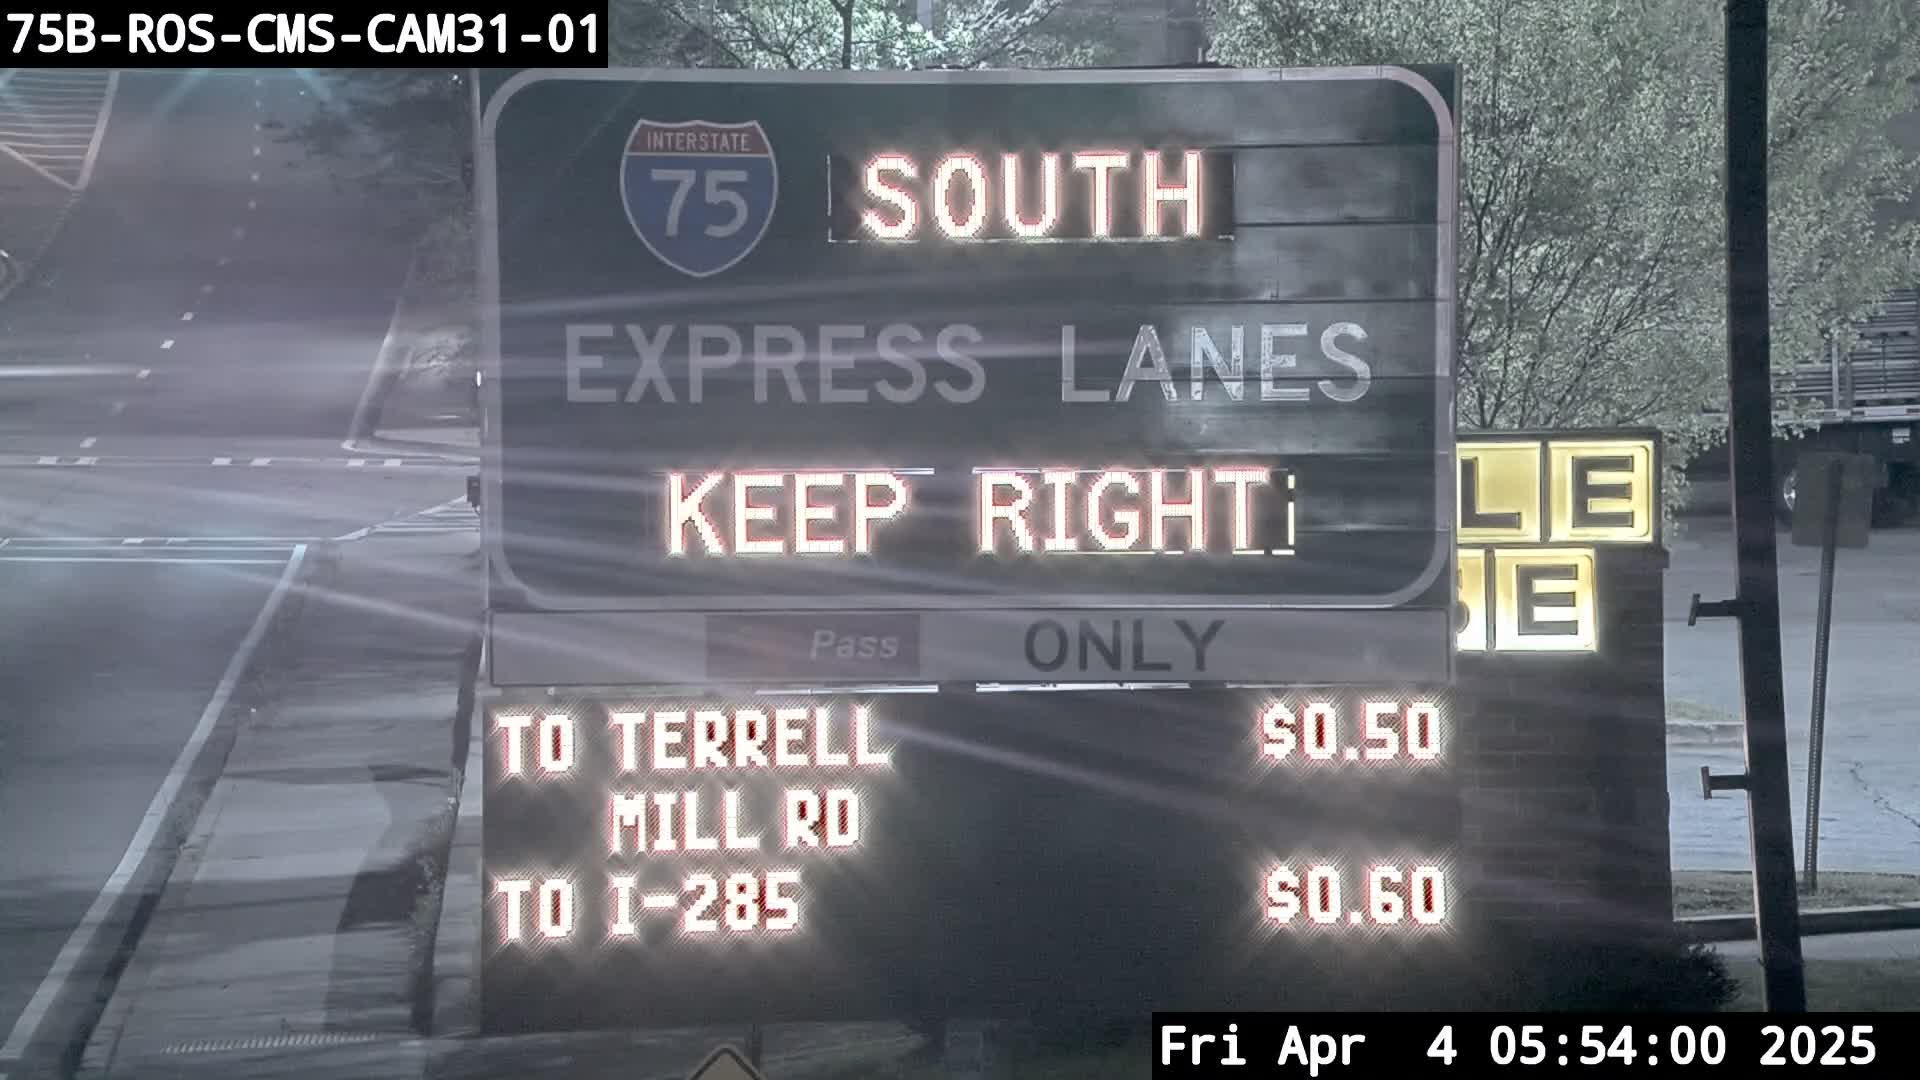 75B-ROS-CMS-CAM31-01
INTERSTATE
75
SOUTH
EXPRESS LANES
KEEP RIGHT
Pass ONLY
TO TERRELL $0.50
MILL RD
TO I-285 $0.60
LE
E
Fri Apr 4 05:54:00 2025